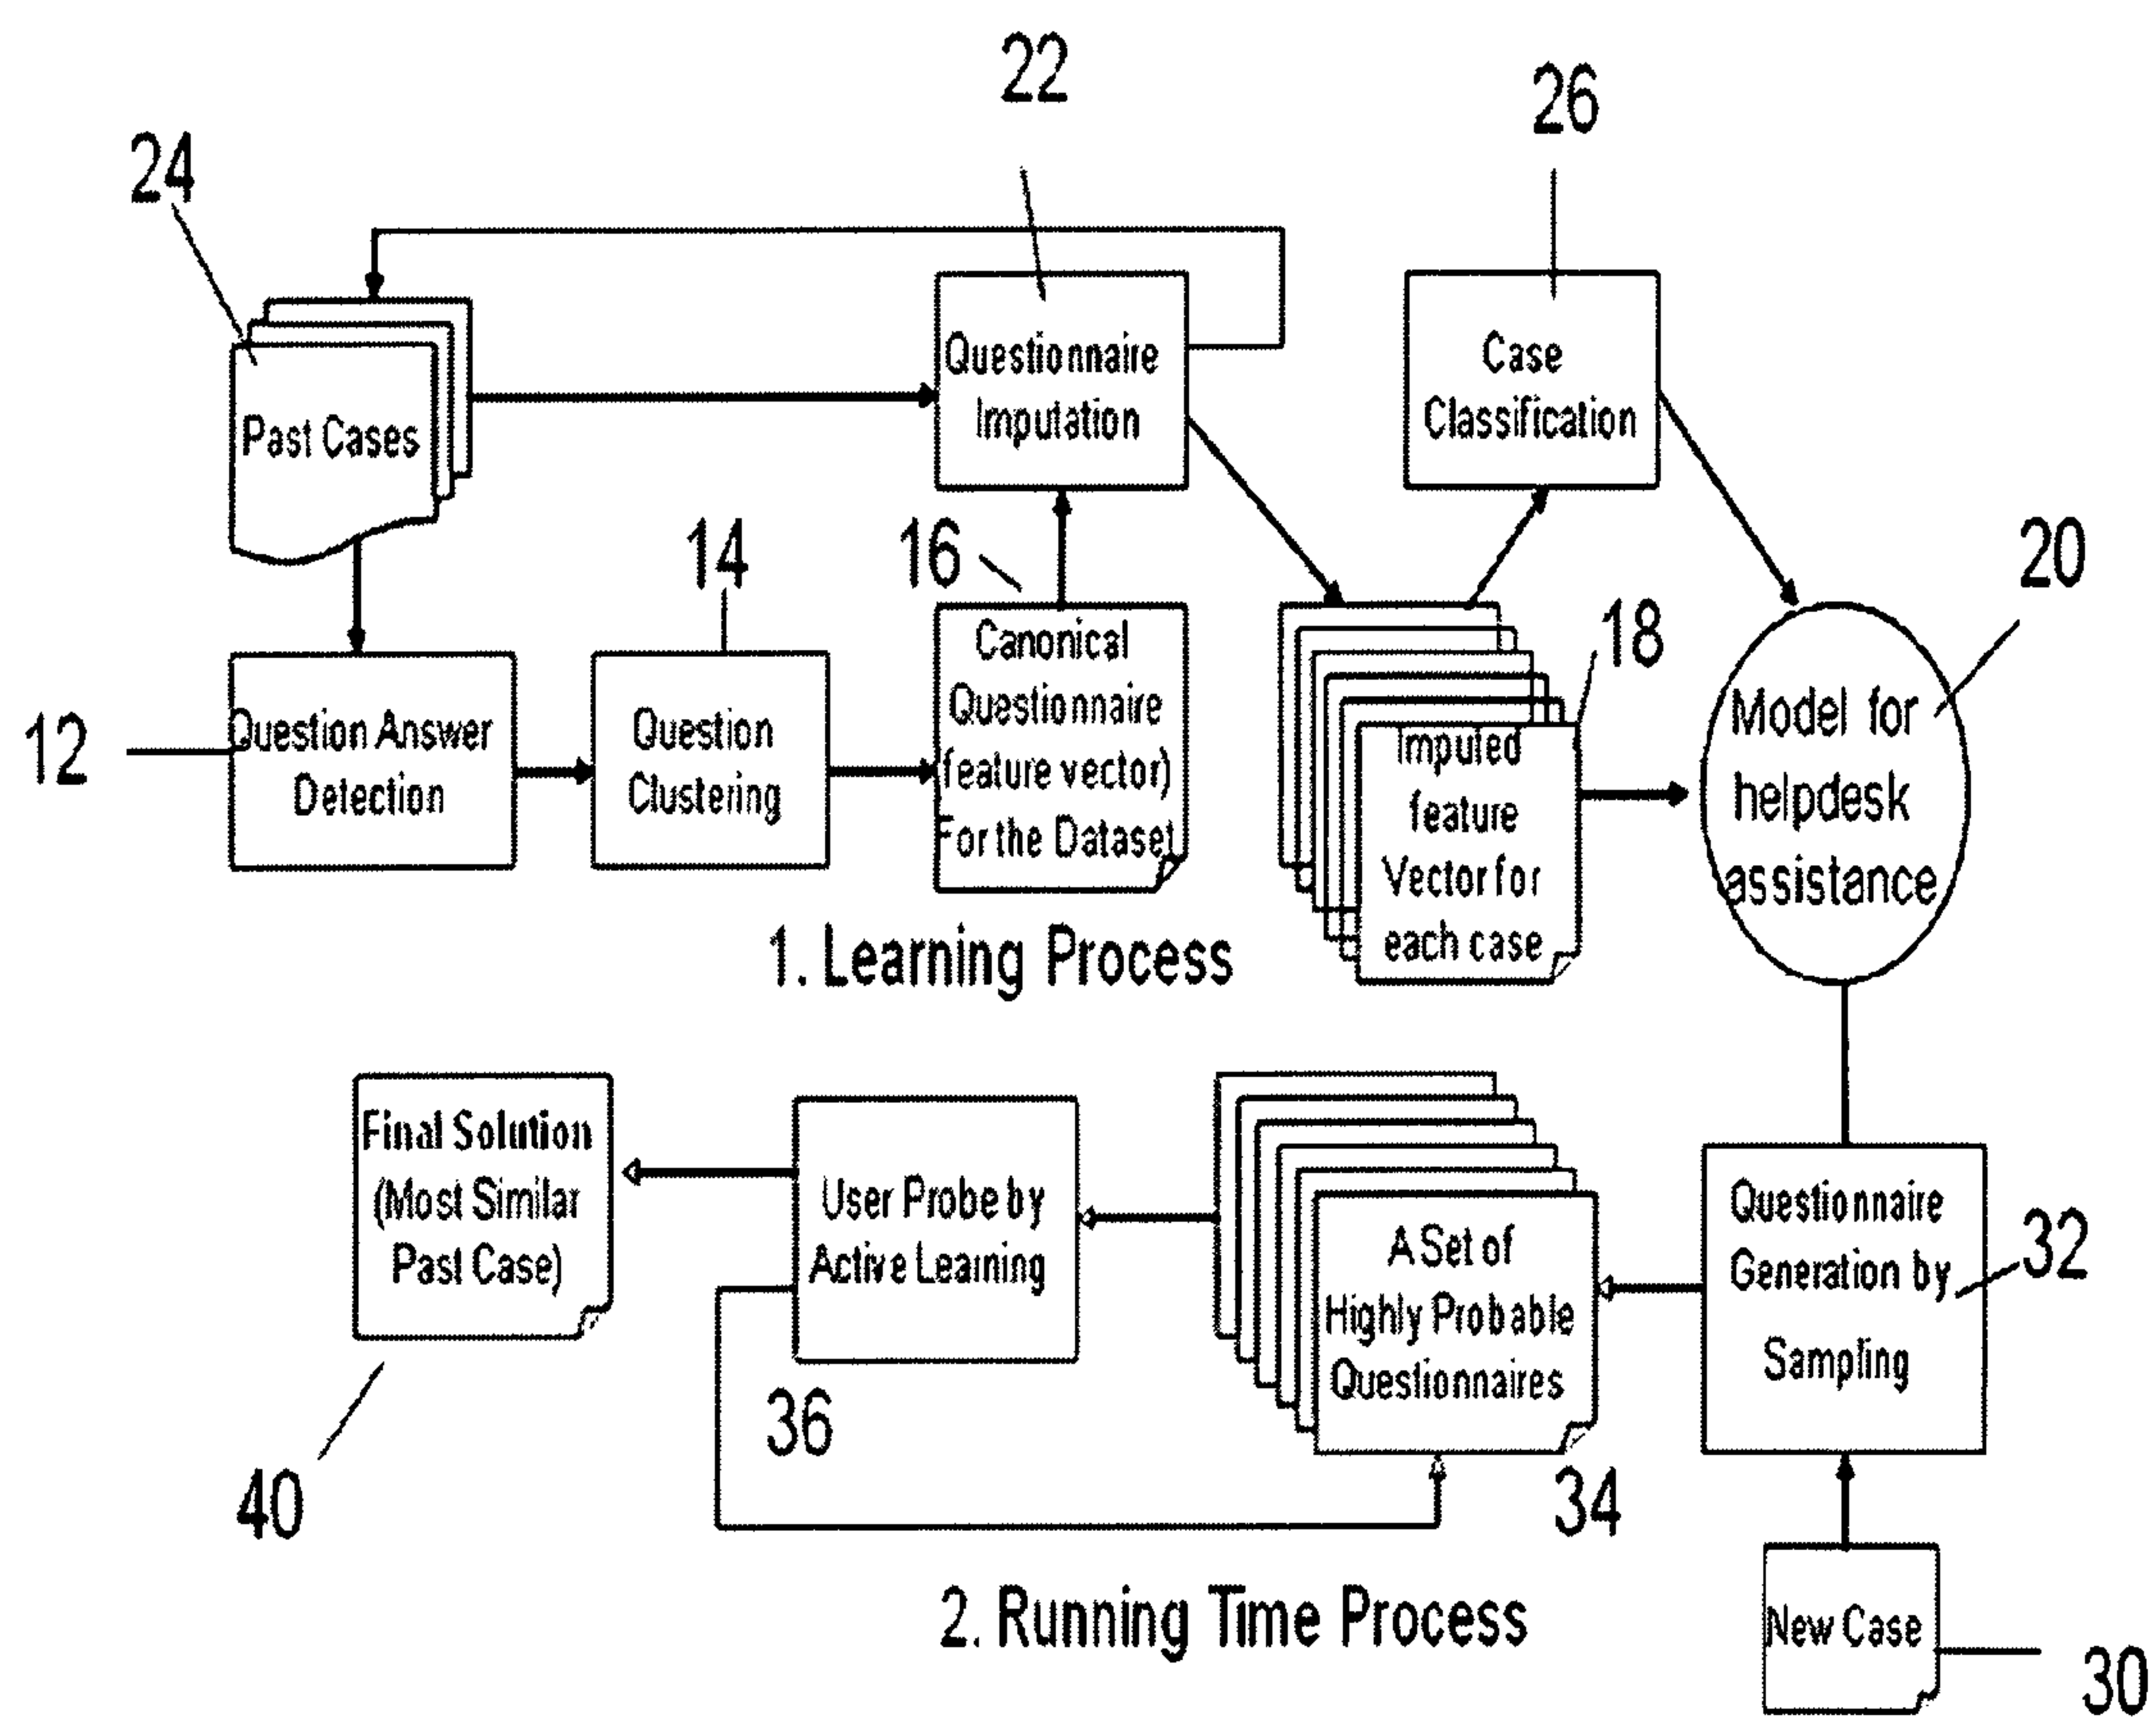 22
26
24
Questionnaire
Imputation
Case
Classification
Past Cases
14
16
20
18
12
Question Answer
Detection
Question
Clustering
Canonical
Questionnaire
(feature vector)
For the Dataset
Imputed
feature
Vector for
each case
Model for
helpdesk
assistance
1. Learning Process
Final Solution
(Most Similar
Past Case)
User Probe by
Active Learning
A Set of
Highly Probable
Questionnaires
Questionnaire
Generation by
Sampling
32
36
40
34
New Case
30
2. Running Time Process